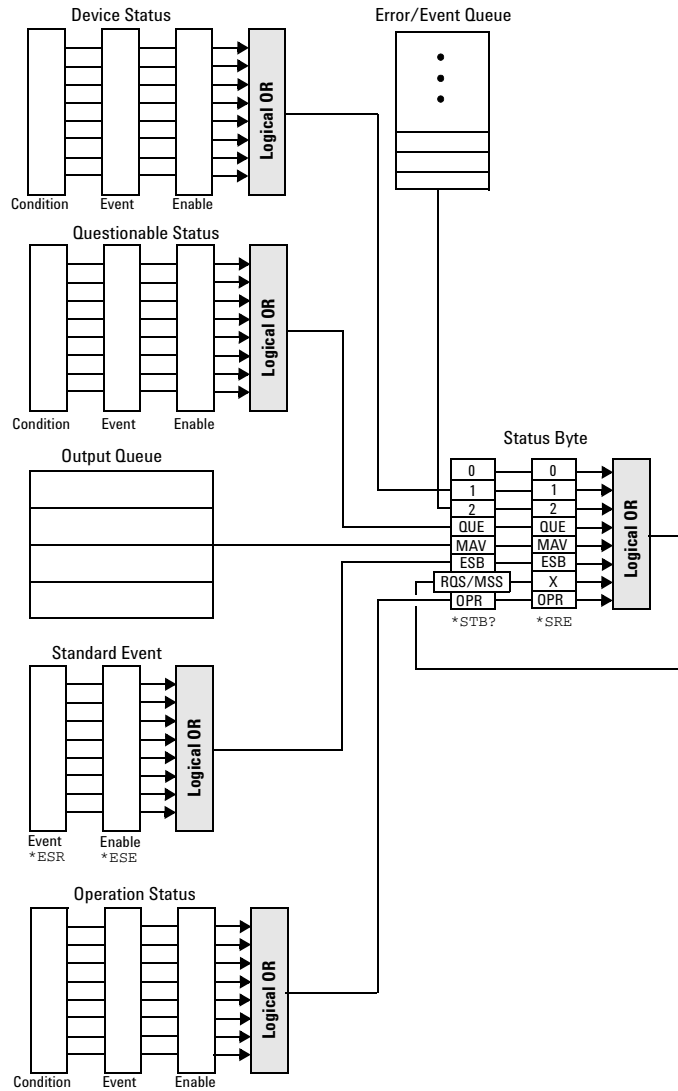 Device Status
Logical OR
Condition Event Enable
Error/Event Queue
Questionable Status
Logical OR
Condition Event Enable
Output Queue
Status Byte
0 0
1 1
2 2
QUE QUE
MAV MAV
ESB ESB
RQS/MSS X
OPR OPR
*STB? *SRE
Logical OR
Standard Event
Logical OR
Event Enable
*ESR *ESE
Operation Status
Logical OR
Condition Event Enable